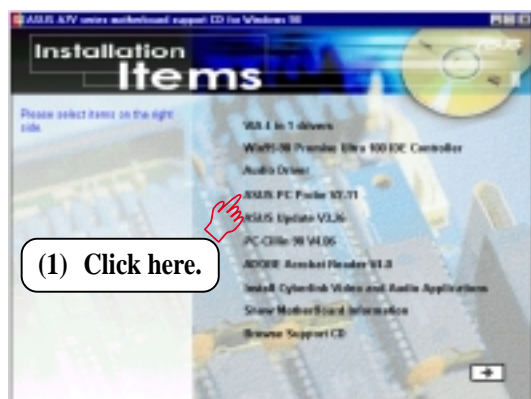 ASUS A7V series motherboard support CD for Windows 98
Installation
Items
Please select items on the right
side.
VIA 4 in 1 drivers
Win95-98 Promise Ultra 100 IDE Controller
Audio Driver
ASUS PC Probe V2.11
ASUS Update V3.26
PC-Cillin 98 V4.06
ADOBE Acrobat Reader V4.0
Install Cyberlink Video and Audio Applications
Show MotherBoard Information
Browse Support CD
(1) Click here.